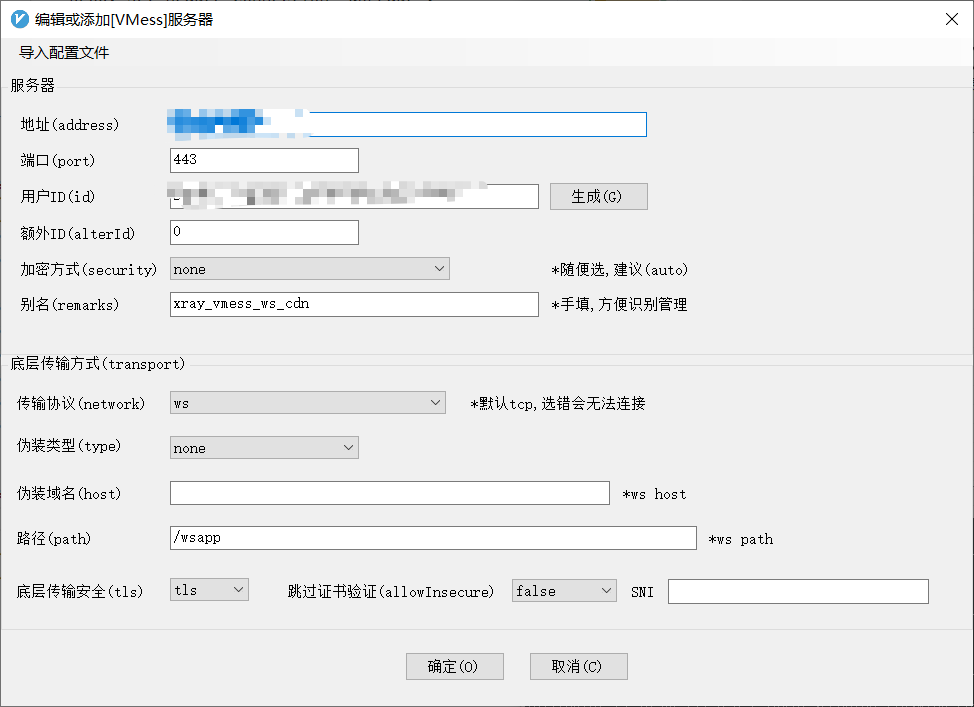 编辑或添加[VMess]服务器
导入配置文件
服务器
地址(address)
端口(port) 443
用户ID(id) 生成(G)
额外ID(alterId) 0
加密方式(security) none *随便选,建议(auto)
别名(remarks) xray_vmess_ws_cdn *手填,方便识别管理
底层传输方式(transport)
传输协议(network) ws *默认tcp,选错会无法连接
伪装类型(type) none
伪装域名(host) *ws host
路径(path) /wsapp *ws path
底层传输安全(tls) tls 跳过证书验证(allowInsecure) false SNI
确定(O) 取消(C)